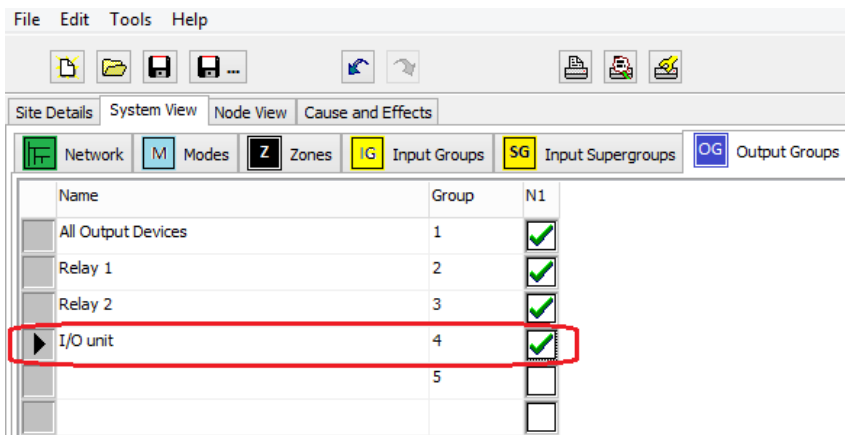 File Edit Tools Help
...
Site Details System View Node View Cause and Effects
Network M Modes Z Zones IG Input Groups SG Input Supergroups OG Output Groups
Name Group N1
All Output Devices 1
Relay 1 2
Relay 2 3
I/O unit 4
5